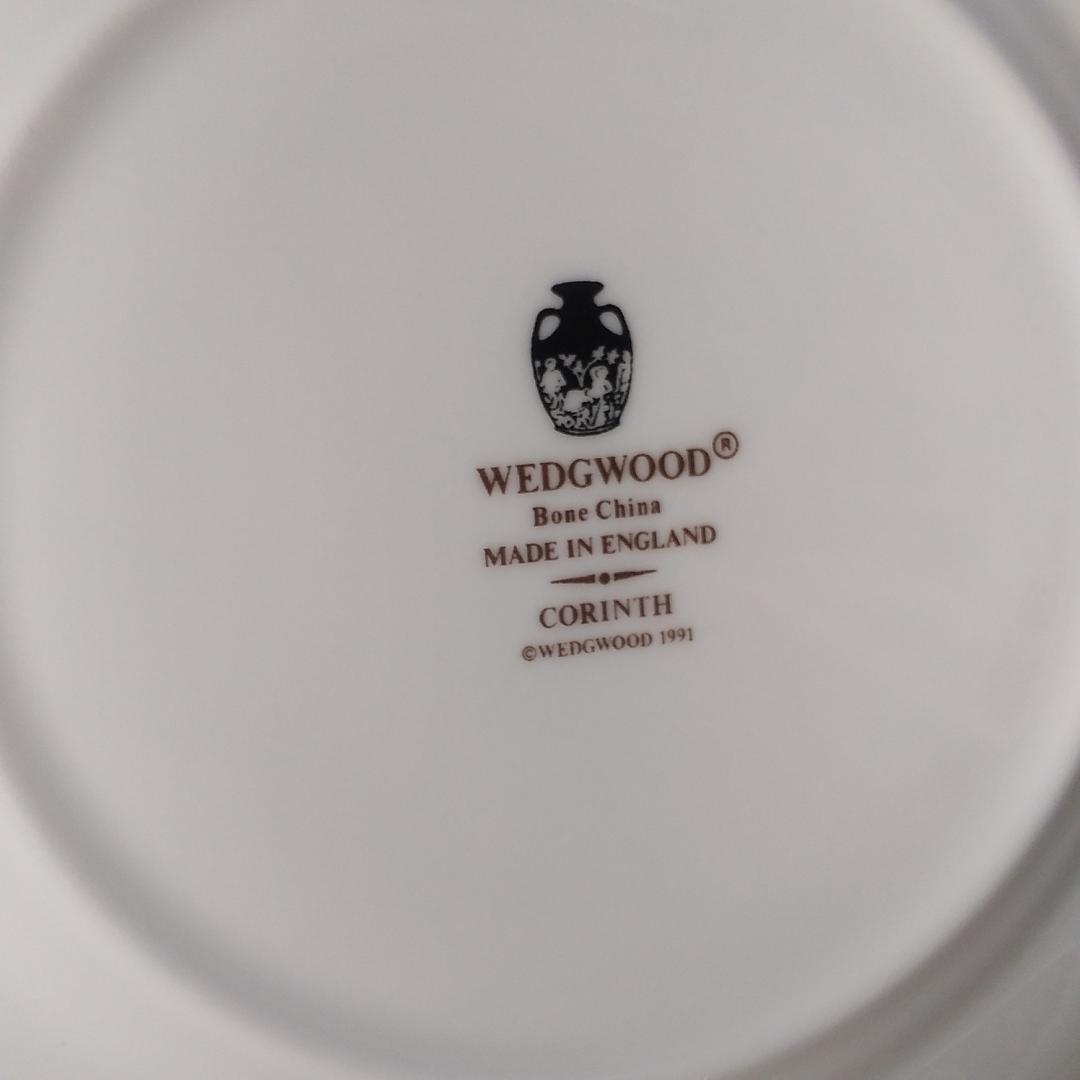 WEDGWOOD®
Bone China
MADE IN ENGLAND
CORINTH
©WEDGWOOD 1991